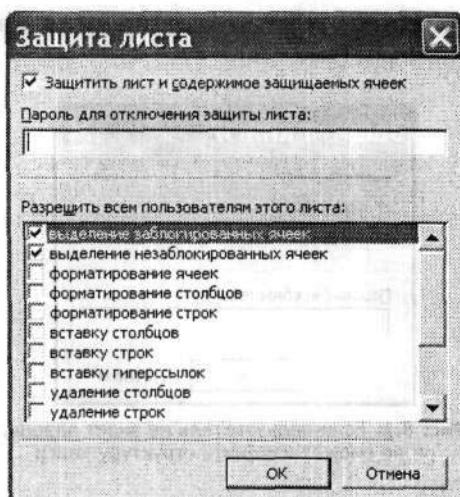 Защита листа
Защитить лист и содержимое защищаемых ячеек
Пароль для отключения защиты листа:
Разрешить всем пользователям этого листа:
выделение заблокированных ячеек
выделение незаблокированных ячеек
форматирование ячеек
форматирование столбцов
форматирование строк
вставку столбцов
вставку строк
вставку гиперссылок
удаление столбцов
удаление строк
ОК
Отмена